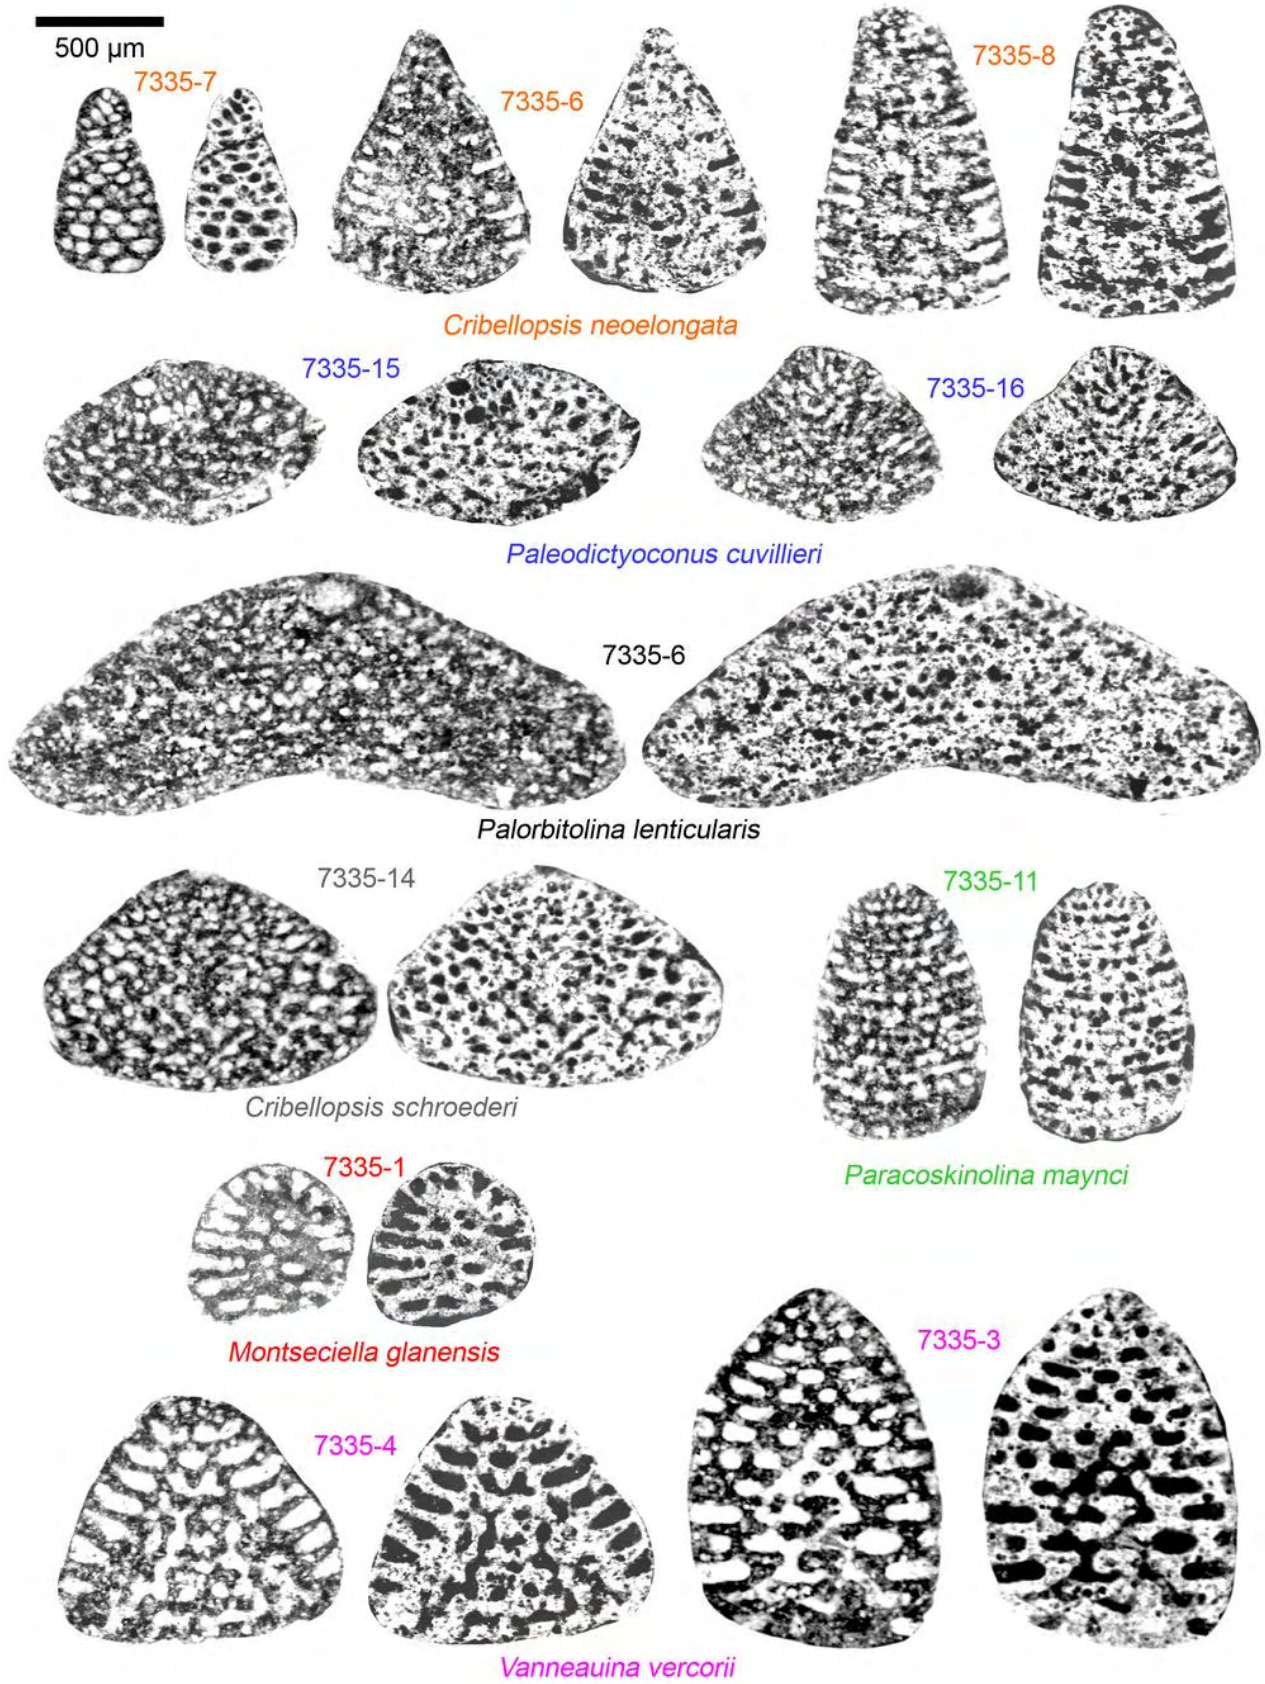 500 µm
7335-7
7335-6
7335-8
Cribellopsis neoelongata
7335-15
7335-16
Paleodictyoconus cuvillieri
7335-6
Palorbitolina lenticularis
7335-14
7335-11
Cribellopsis schroederi
Paracoskinolina maynci
7335-1
Montseciella glanensis
7335-3
7335-4
Vanneauina vercorii